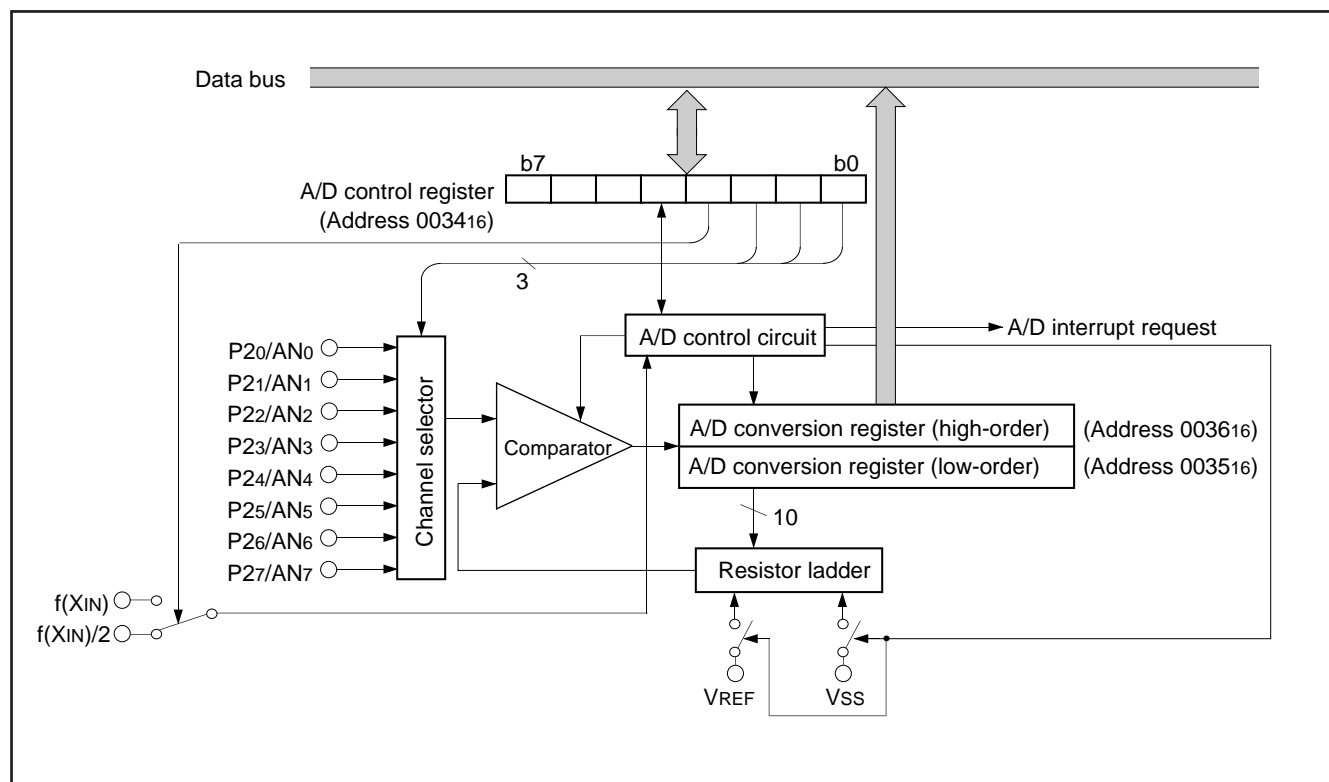 Data bus
b7 b0
A/D control register
(Address 003416)
3
A/D control circuit
A/D interrupt request
P20/AN0
P21/AN1
P22/AN2
P23/AN3
P24/AN4
P25/AN5
P26/AN6
P27/AN7
Channel selector
Comparator
A/D conversion register (high-order) (Address 003616)
A/D conversion register (low-order) (Address 003516)
10
Resistor ladder
f(XIN)
f(XIN)/2
VREF
VSS